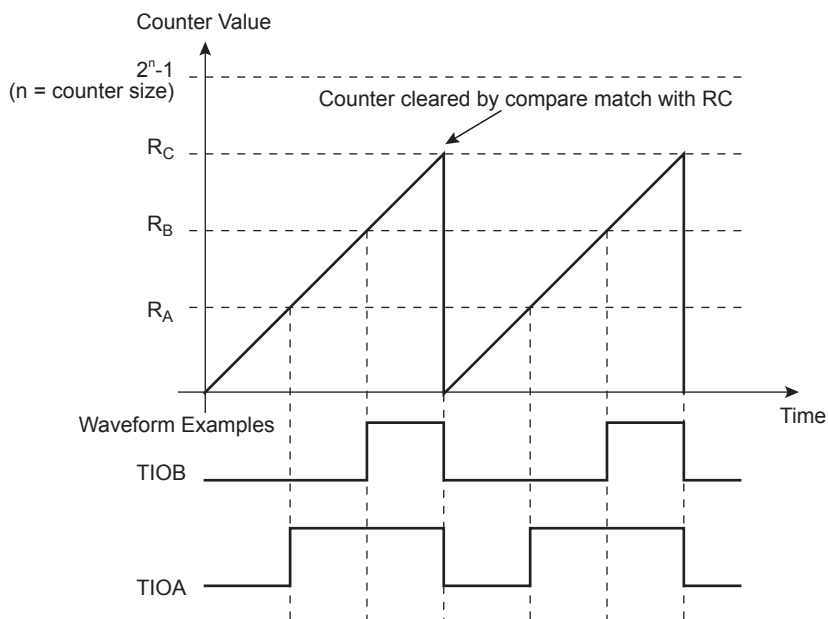 Counter Value
2ⁿ-1
(n = counter size)
Counter cleared by compare match with RC
R_C
R_B
R_A
Time
Waveform Examples
TIOB
TIOA